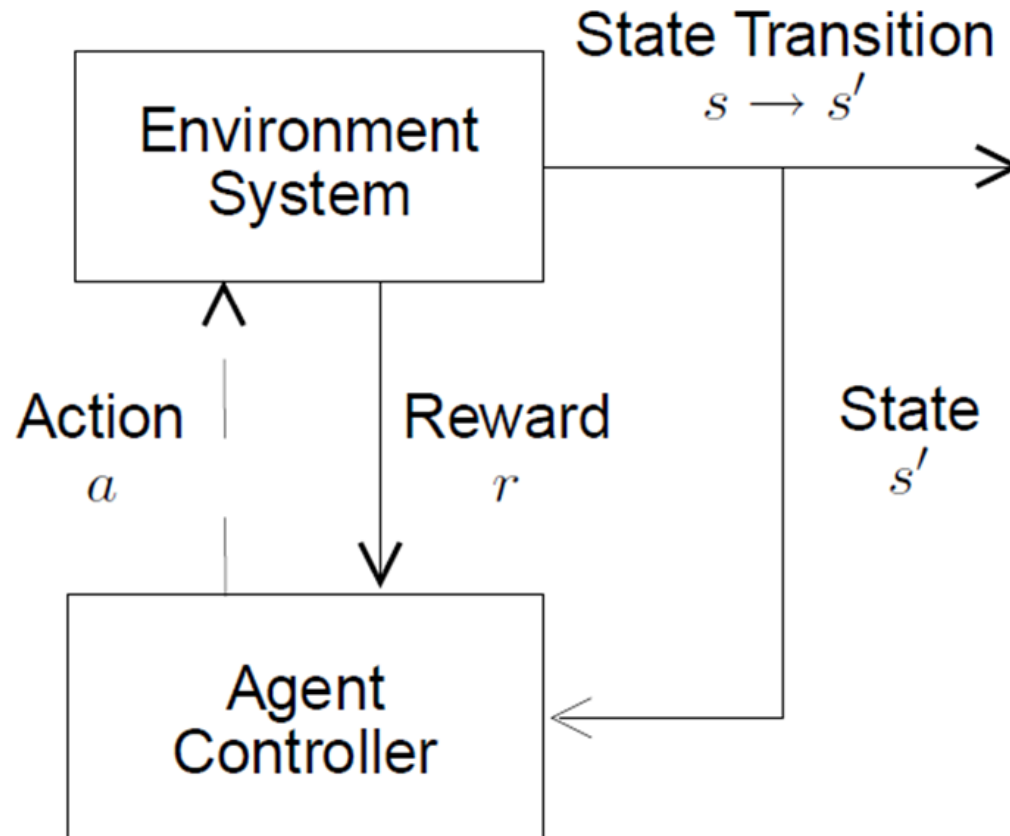 State Transition
s → s′
Environment
System
Action
a
Reward
r
State
s′
Agent
Controller